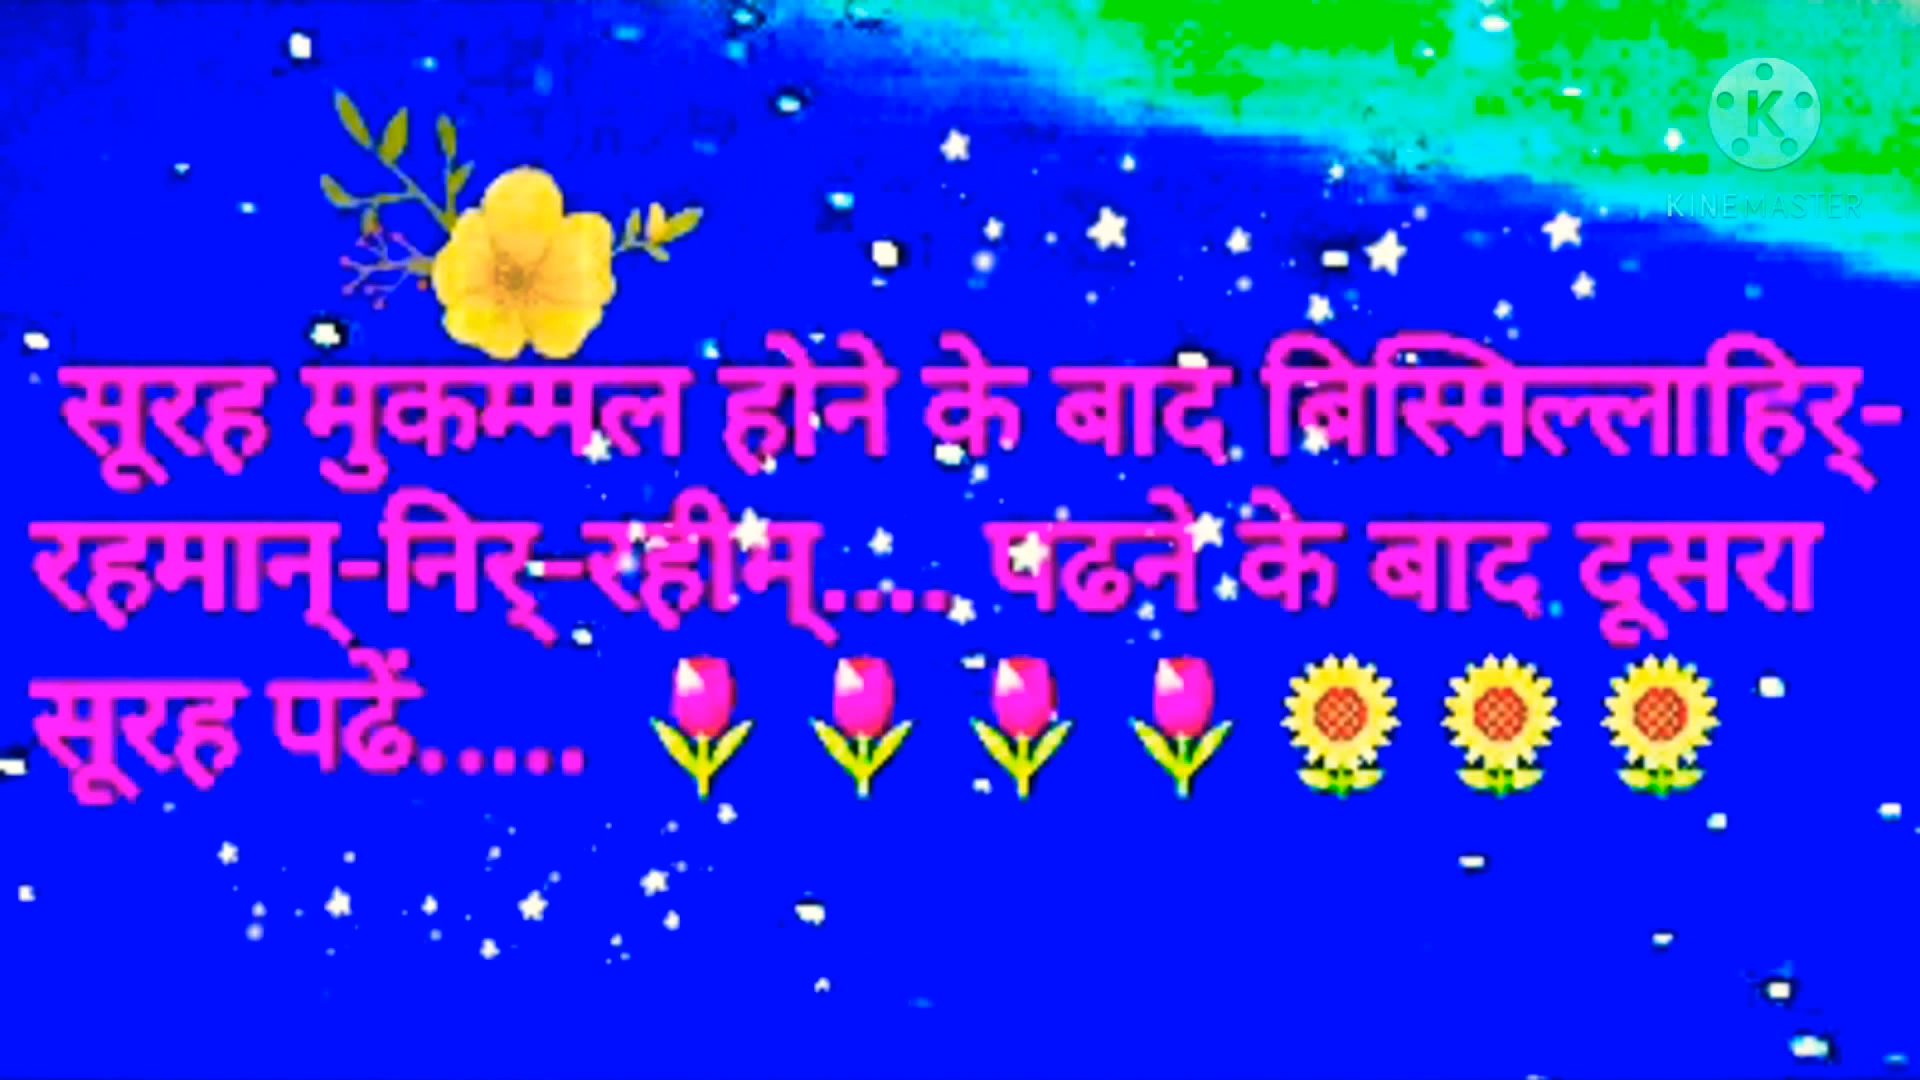 K
KINEMASTER
सूरह मुकम्मल होने के बाद बिस्मिल्लाहिर्-
रहमान्-निर्-रहीम्.... पढने के बाद दूसरा
सूरह पढें.....